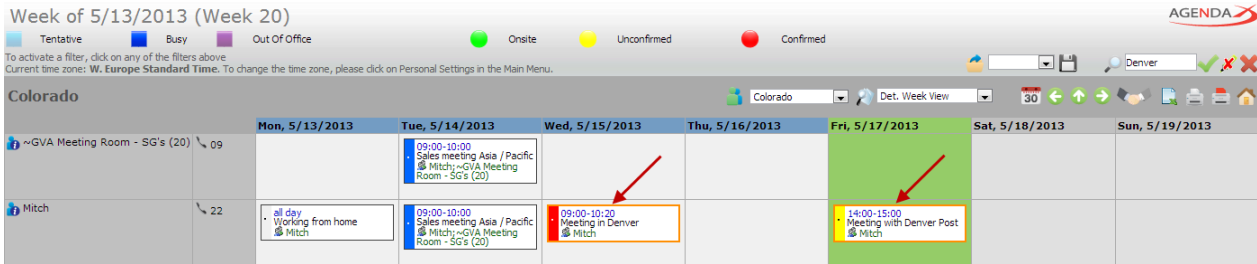 Week of 5/13/2013 (Week 20)
AGENDAX
Tentative Busy Out Of Office Onsite Unconfirmed Confirmed
To activate a filter, click on any of the filters above
Current time zone: W. Europe Standard Time. To change the time zone, please click on Personal Settings in the Main Menu.
Denver
Colorado
Colorado Det. Week View 30
Mon, 5/13/2013 Tue, 5/14/2013 Wed, 5/15/2013 Thu, 5/16/2013 Fri, 5/17/2013 Sat, 5/18/2013 Sun, 5/19/2013
~GVA Meeting Room - SG's (20) 09
09:00-10:00
Sales meeting Asia / Pacific
Mitch;~GVA Meeting
Room - SG's (20)
Mitch 22
all day
Working from home
Mitch
09:00-10:00
Sales meeting Asia / Pacific
Mitch;~GVA Meeting
Room - SG's (20)
09:00-10:20
Meeting in Denver
Mitch
14:00-15:00
Meeting with Denver Post
Mitch